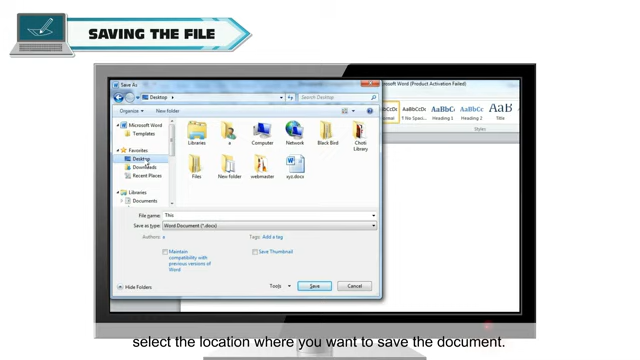 SAVING THE FILE
Save As
Microsoft Word (Product Activation Failed)
Desktop
Search Desktop
Organize
New folder
AaBbCcDc
AaBbCc
AaBbCc
AaB
Normal
¶ No Spaci...
Heading 1
Heading 2
Title
Styles
Microsoft Word
Templates
Favorites
Desktop
Downloads
Recent Places
Libraries
Documents
Libraries
a
Computer
Network
Black Bird
Choti
Library
Files
New folder
webmaster
xyz.docx
File name: This
Save as type: Word Document (*.docx)
Authors: a
Tags: Add a tag
Maintain
compatibility with
previous versions of
Word
Save Thumbnail
Hide Folders
Tools
Save
Cancel
select the location where you want to save the document.